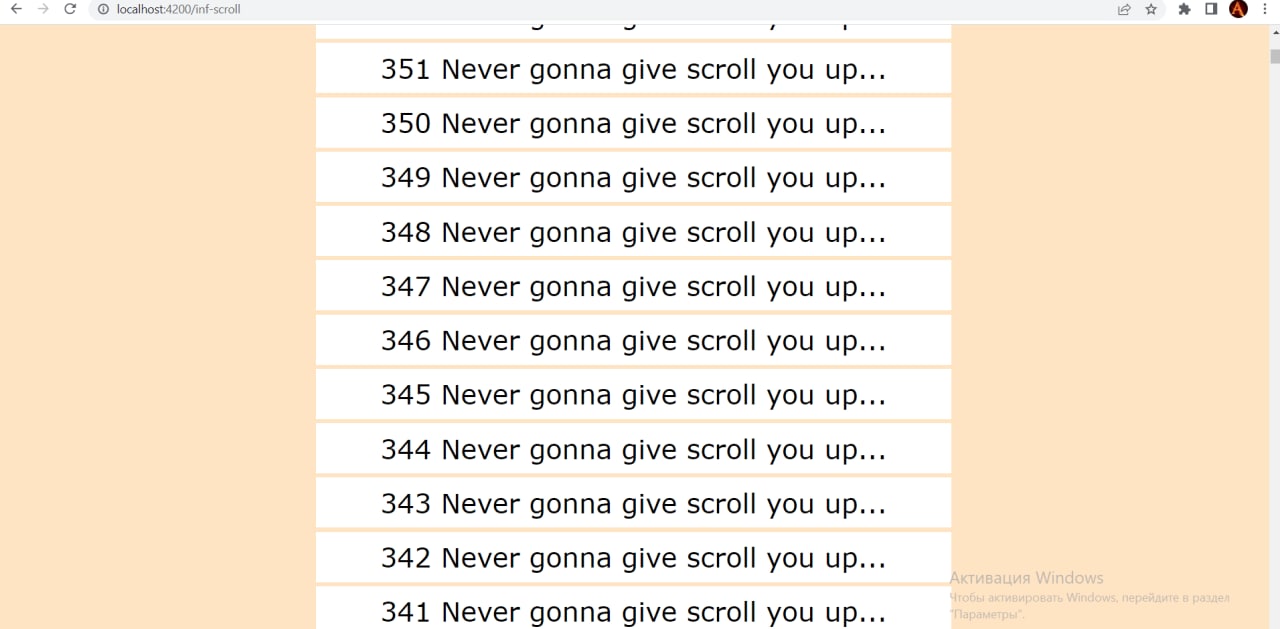 localhost:4200/inf-scroll
351 Never gonna give scroll you up...
350 Never gonna give scroll you up...
349 Never gonna give scroll you up...
348 Never gonna give scroll you up...
347 Never gonna give scroll you up...
346 Never gonna give scroll you up...
345 Never gonna give scroll you up...
344 Never gonna give scroll you up...
343 Never gonna give scroll you up...
342 Never gonna give scroll you up...
341 Never gonna give scroll you up...
Активация Windows
Чтобы активировать Windows, перейдите в раздел
"Параметры".